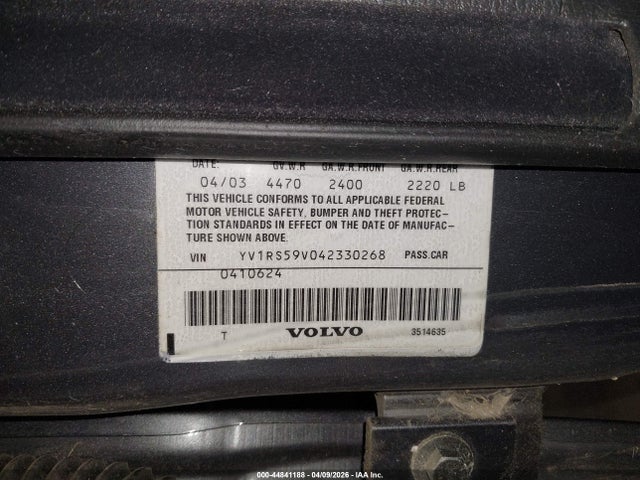 DATE: G.V.W.R GA.W.R.FRONT GA.W.R.REAR
04/03 4470 2400 2220 LB
THIS VEHICLE CONFORMS TO ALL APPLICABLE FEDERAL
MOTOR VEHICLE SAFETY, BUMPER AND THEFT PROTEC-
TION STANDARDS IN EFFECT ON THE DATE OF MANUFAC-
TURE SHOWN ABOVE.
VIN YV1RS59V042330268 PASS.CAR
0410624
T VOLVO 3514635
000-44841188 - 04/09/2026 - IAA Inc.